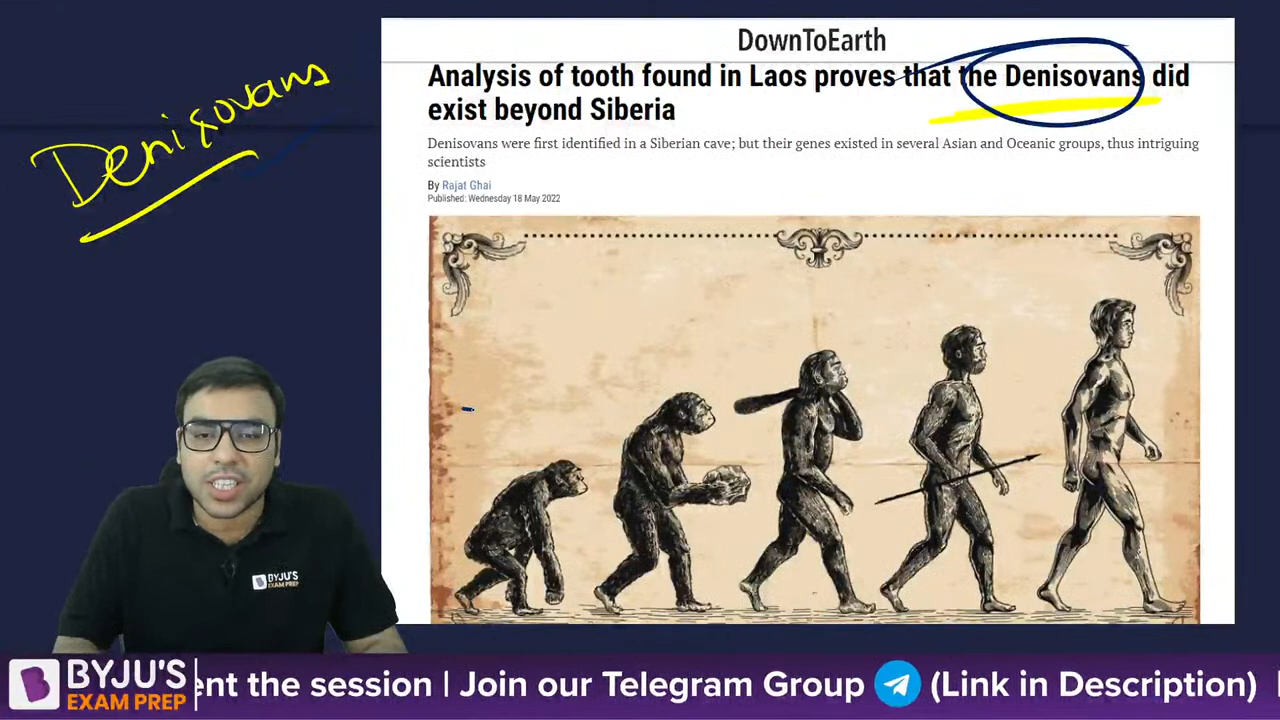 Denisovans
DownToEarth
Analysis of tooth found in Laos proves that the Denisovans did
exist beyond Siberia
Denisovans were first identified in a Siberian cave; but their genes existed in several Asian and Oceanic groups, thus intriguing
scientists
By Rajat Ghai
Published: Wednesday 18 May 2022
BYJU'S
EXAM PREP
BYJU'S
EXAM PREP
ent the session | Join our Telegram Group (Link in Description)